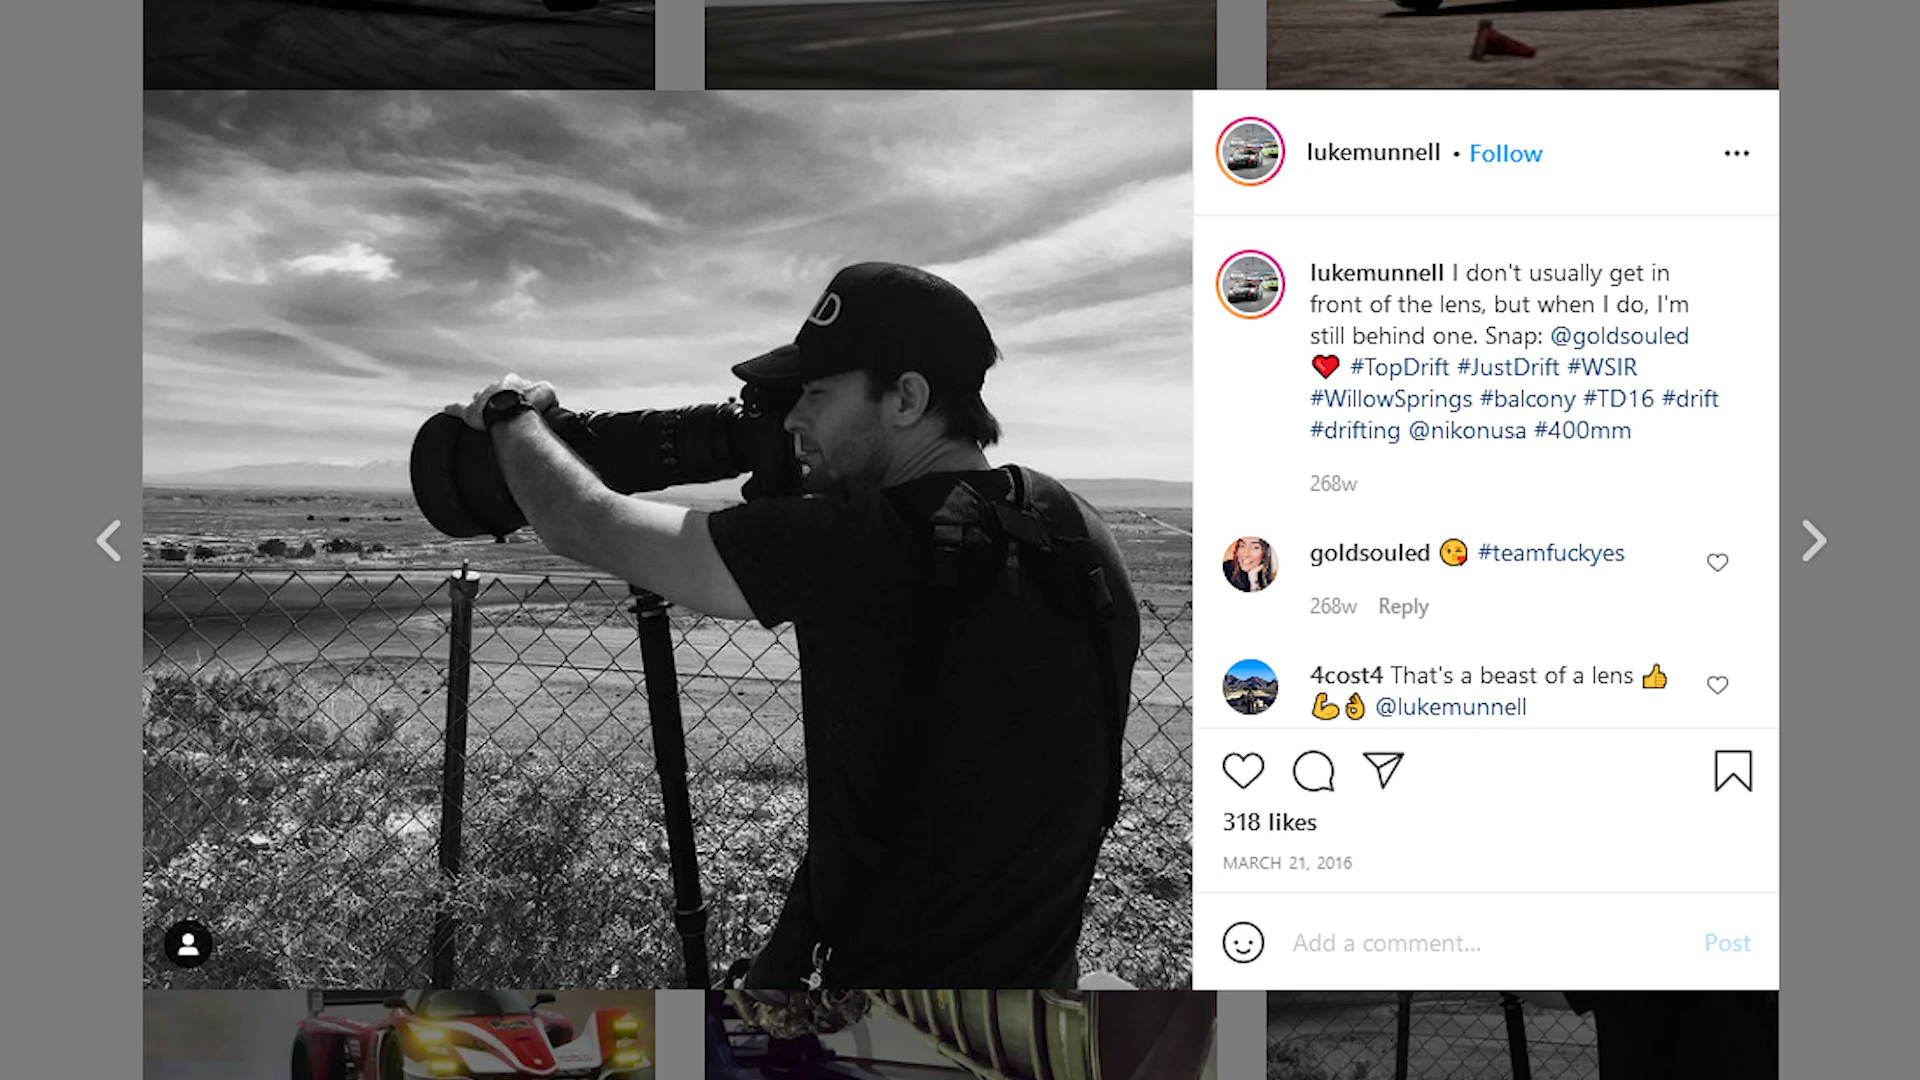 lukemunnell • Follow
lukemunnell I don't usually get in
front of the lens, but when I do, I'm
still behind one. Snap: @goldsouled
❤️ #TopDrift #JustDrift #WSIR
#WillowSprings #balcony #TD16 #drift
#drifting @nikonusa #400mm
268w
goldsouled 😘 #teamfuckyes
268w Reply
4cost4 That's a beast of a lens 👍
💪👌 @lukemunnell
318 likes
MARCH 21, 2016
Add a comment... Post